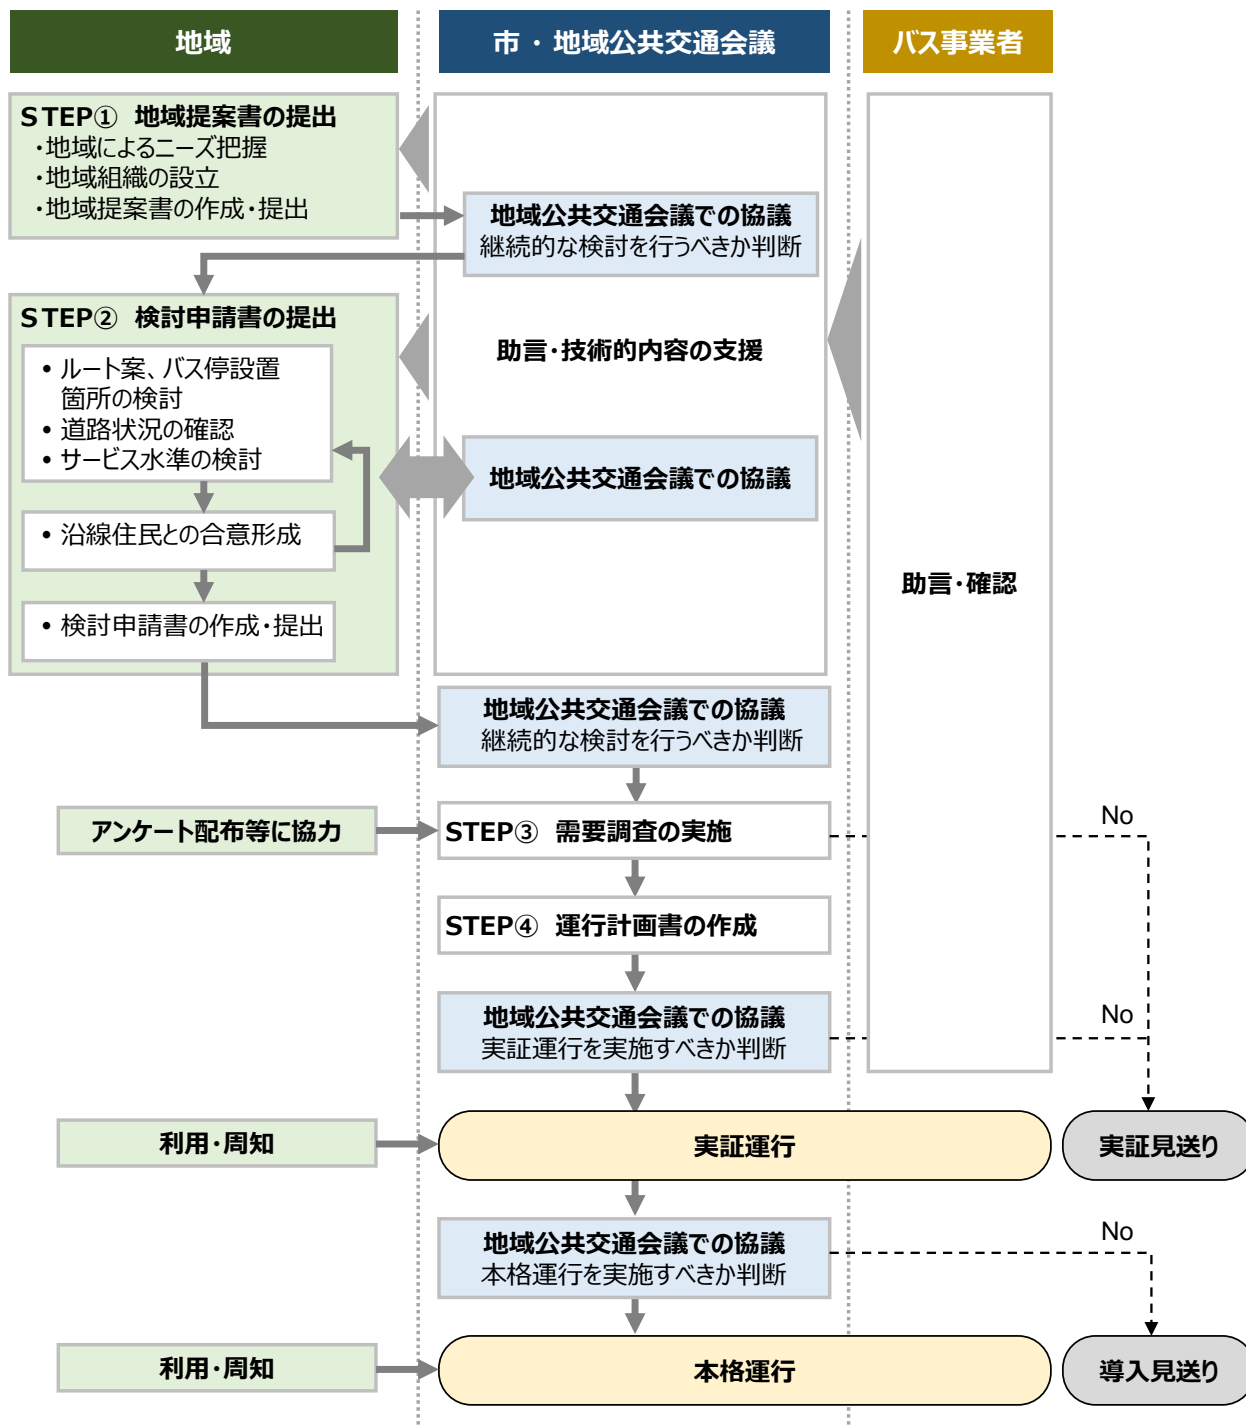 地域
市・地域公共交通会議
バス事業者
STEP① 地域提案書の提出
・地域によるニーズ把握
・地域組織の設立
・地域提案書の作成・提出
地域公共交通会議での協議
継続的な検討を行うべきか判断
STEP② 検討申請書の提出
• ルート案、バス停設置
箇所の検討
• 道路状況の確認
• サービス水準の検討
助言・技術的内容の支援
地域公共交通会議での協議
• 沿線住民との合意形成
• 検討申請書の作成・提出
助言・確認
地域公共交通会議での協議
継続的な検討を行うべきか判断
アンケート配布等に協力
STEP③ 需要調査の実施
No
STEP④ 運行計画書の作成
地域公共交通会議での協議
実証運行を実施すべきか判断
No
利用・周知
実証運行
実証見送り
地域公共交通会議での協議
本格運行を実施すべきか判断
No
利用・周知
本格運行
導入見送り